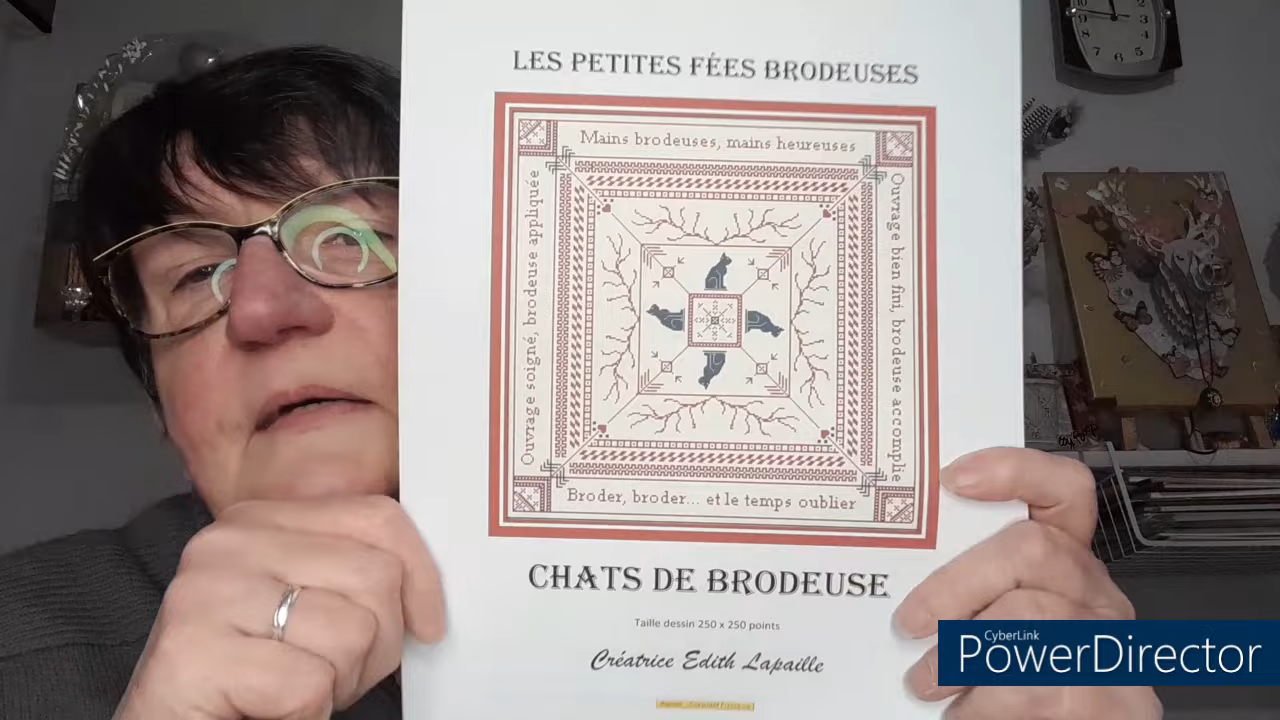 LES PETITES FÉES BRODEUSES
Mains brodeuses, mains heureuses
Ouvrage soigné, brodeuse appliquée
Ouvrage bien fini, brodeuse accomplie
Broder, broder... et le temps oublier
CHATS DE BRODEUSE
Taille dessin 250 x 250 points
Créatrice Edith Lapaille
CyberLink
PowerDirector